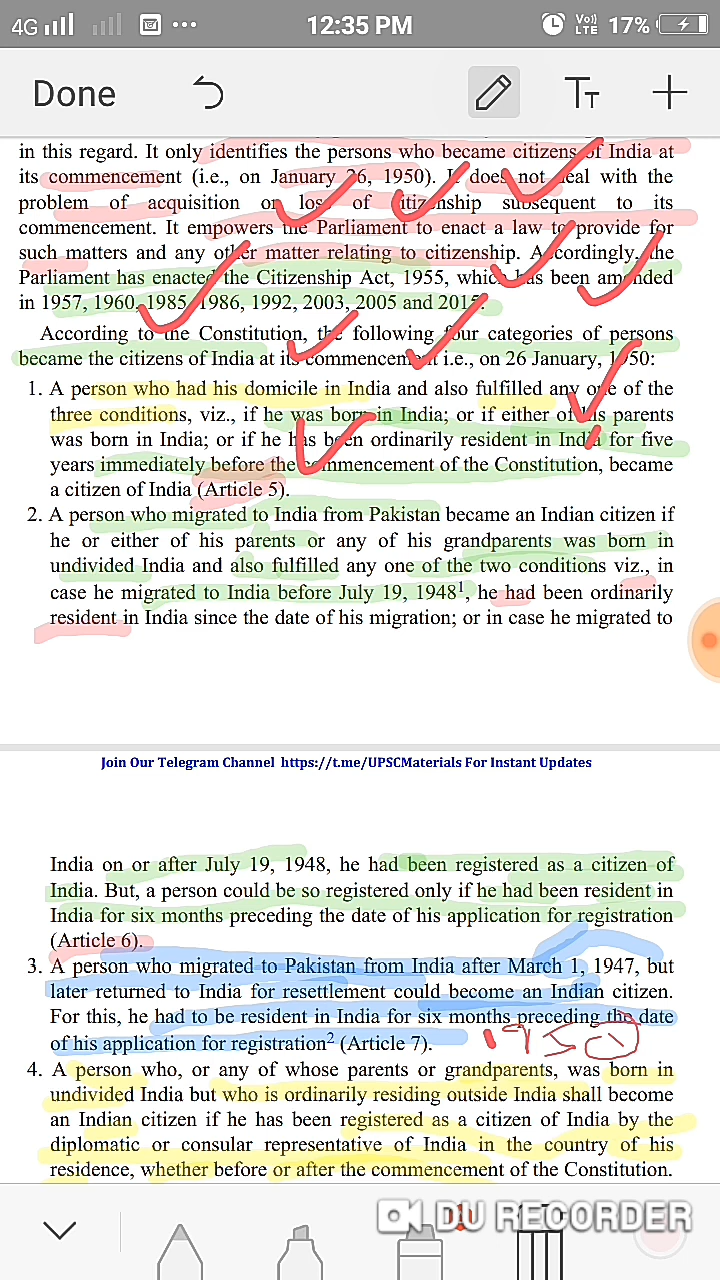 4G 12:35 PM Vo)) LTE 17%
Done TT
in this regard. It only identifies the persons who became citizens of India at
its commencement (i.e., on January 26, 1950). It does not deal with the
problem of acquisition or loss of citizenship subsequent to its
commencement. It empowers the Parliament to enact a law to provide for
such matters and any other matter relating to citizenship. Accordingly, the
Parliament has enacted the Citizenship Act, 1955, which has been amended
in 1957, 1960, 1985, 1986, 1992, 2003, 2005 and 2015.
According to the Constitution, the following four categories of persons
became the citizens of India at its commencement i.e., on 26 January, 1950:
1. A person who had his domicile in India and also fulfilled any one of the
three conditions, viz., if he was born in India; or if either of his parents
was born in India; or if he has been ordinarily resident in India for five
years immediately before the commencement of the Constitution, became
a citizen of India (Article 5).
2. A person who migrated to India from Pakistan became an Indian citizen if
he or either of his parents or any of his grandparents was born in
undivided India and also fulfilled any one of the two conditions viz., in
case he migrated to India before July 19, 1948¹, he had been ordinarily
resident in India since the date of his migration; or in case he migrated to
Join Our Telegram Channel https://t.me/UPSCMaterials For Instant Updates
India on or after July 19, 1948, he had been registered as a citizen of
India. But, a person could be so registered only if he had been resident in
India for six months preceding the date of his application for registration
(Article 6).
3. A person who migrated to Pakistan from India after March 1, 1947, but
later returned to India for resettlement could become an Indian citizen.
For this, he had to be resident in India for six months preceding the date
of his application for registration² (Article 7).
4. A person who, or any of whose parents or grandparents, was born in
undivided India but who is ordinarily residing outside India shall become
an Indian citizen if he has been registered as a citizen of India by the
diplomatic or consular representative of India in the country of his
residence, whether before or after the commencement of the Constitution.
DU RECORDER